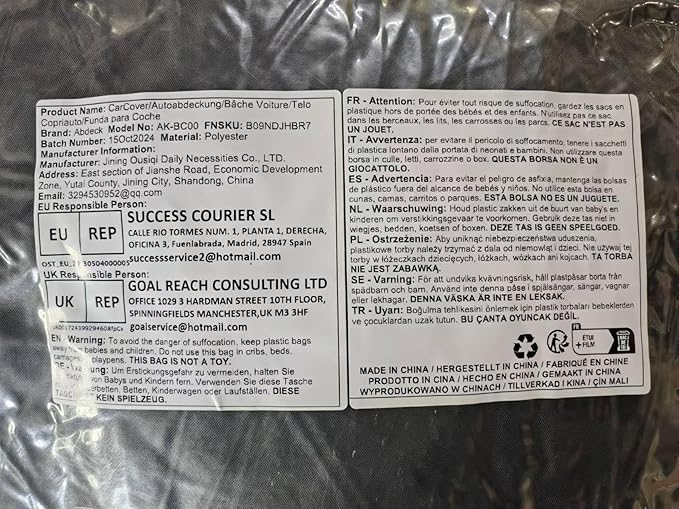 Product Name: CarCover/Autoabdeckung/Bâche Voiture/Telo
Copriauto/Funda para Coche
Brand: Abdeck Model No: AK-BC00 FNSKU: B09NDJHBR7
Batch Number: 15Oct2024 Material: Polyester
Manufacturer Information:
Manufacturer: Jining Ousiqi Daily Necessities Co., LTD.
Address: East section of Jianshe Road, Economic Development
Zone, Yutai County, Jining City, Shandong, China
Email: 3294530952@qq.com
EU Responsible Person:
EU REP
SUCCESS COURIER SL
CALLE RIO TORMES NUM. 1, PLANTA 1, DERECHA,
OFICINA 3, Fuenlabrada, Madrid, 28947 Spain
successservice2@hotmail.com
UK Responsible Person:
UK REP
GOAL REACH CONSULTING LTD
OFFICE 1029 3 HARDMAN STREET 10TH FLOOR,
SPINNINGFIELDS MANCHESTER,UK M3 3HF
goalservice@hotmail.com
EN - Warning: To avoid the danger of suffocation, keep plastic bags
away from babies and children. Do not use this bag in cribs, beds,
carriages playpens. THIS BAG IS NOT A TOY.
DE - Warnung: Um Erstickungsgefahr zu vermeiden, halten Sie
von Babys und Kindern fern. Verwenden Sie diese Tasche
Betten, Kinderwagen oder Laufställen. DIESE
KEIN SPIELZEUG.
FR - Attention: Pour éviter tout risque de suffocation, gardez les sacs en
plastique hors de portée des bébés et des enfants. N'utilisez pas ce sac
dans les berceaux, les lits, les carrosses ou les parcs. CE SAC N'EST PAS
UN JOUET.
IT - Avvertenza: per evitare il pericolo di soffocamento, tenere i sacchetti
di plastica lontano dalla portata di neonati e bambini. Non utilizzare questa
borsa in culle, letti, carrozzine o box. QUESTA BORSA NON È UN
GIOCATTOLO.
ES - Advertencia: Para evitar el peligro de asfixia, mantenga las bolsas
de plástico fuera del alcance de bebés y niños. No utilice esta bolsa en
cunas, camas, carritos o parques. ESTA BOLSA NO ES UN JUGUETE.
NL - Waarschuwing: Houd plastic zakken uit de buurt van baby's en
kinderen om verstikkingsgevaar te voorkomen. Gebruik deze tas niet in
wiegjes, bedden, koetsen of boxen. DEZE TAS IS GEEN SPEELGOED.
PL - Ostrzeżenie: Aby uniknąć niebezpieczeństwa uduszenia,
plastikowe torby należy trzymać z dala od niemowląt i dzieci. Nie używaj tej
torby w łóżeczkach dziecięcych, łóżkach, wózkach ani kojcach. TA TORBA
NIE JEST ZABAWKĄ.
SE - Varning: För att undvika kvävningsrisk, håll plastpåsar borta från
spädbarn och barn. Använd inte denna påse i spjälsängar, sängar, vagnar
eller lekhagar. DENNA VÄSKA ÄR INTE EN LEKSAK.
TR - Uyarı: Boğulma tehlikesini önlemek için plastik torbaları bebeklerden
ve çocuklardan uzak tutun. BU ÇANTA OYUNCAK DEĞİL.
FR
ÉTUI
+ FILM
MADE IN CHINA / HERGESTELLT IN CHINA / FABRIQUÉ EN CHINE
PRODOTTO IN CINA / HECHO EN CHINA / GEMAAKT IN CHINA
WYPRODUKOWANO W CHINACH / TILLVERKAD I KINA / ÇİN MALI